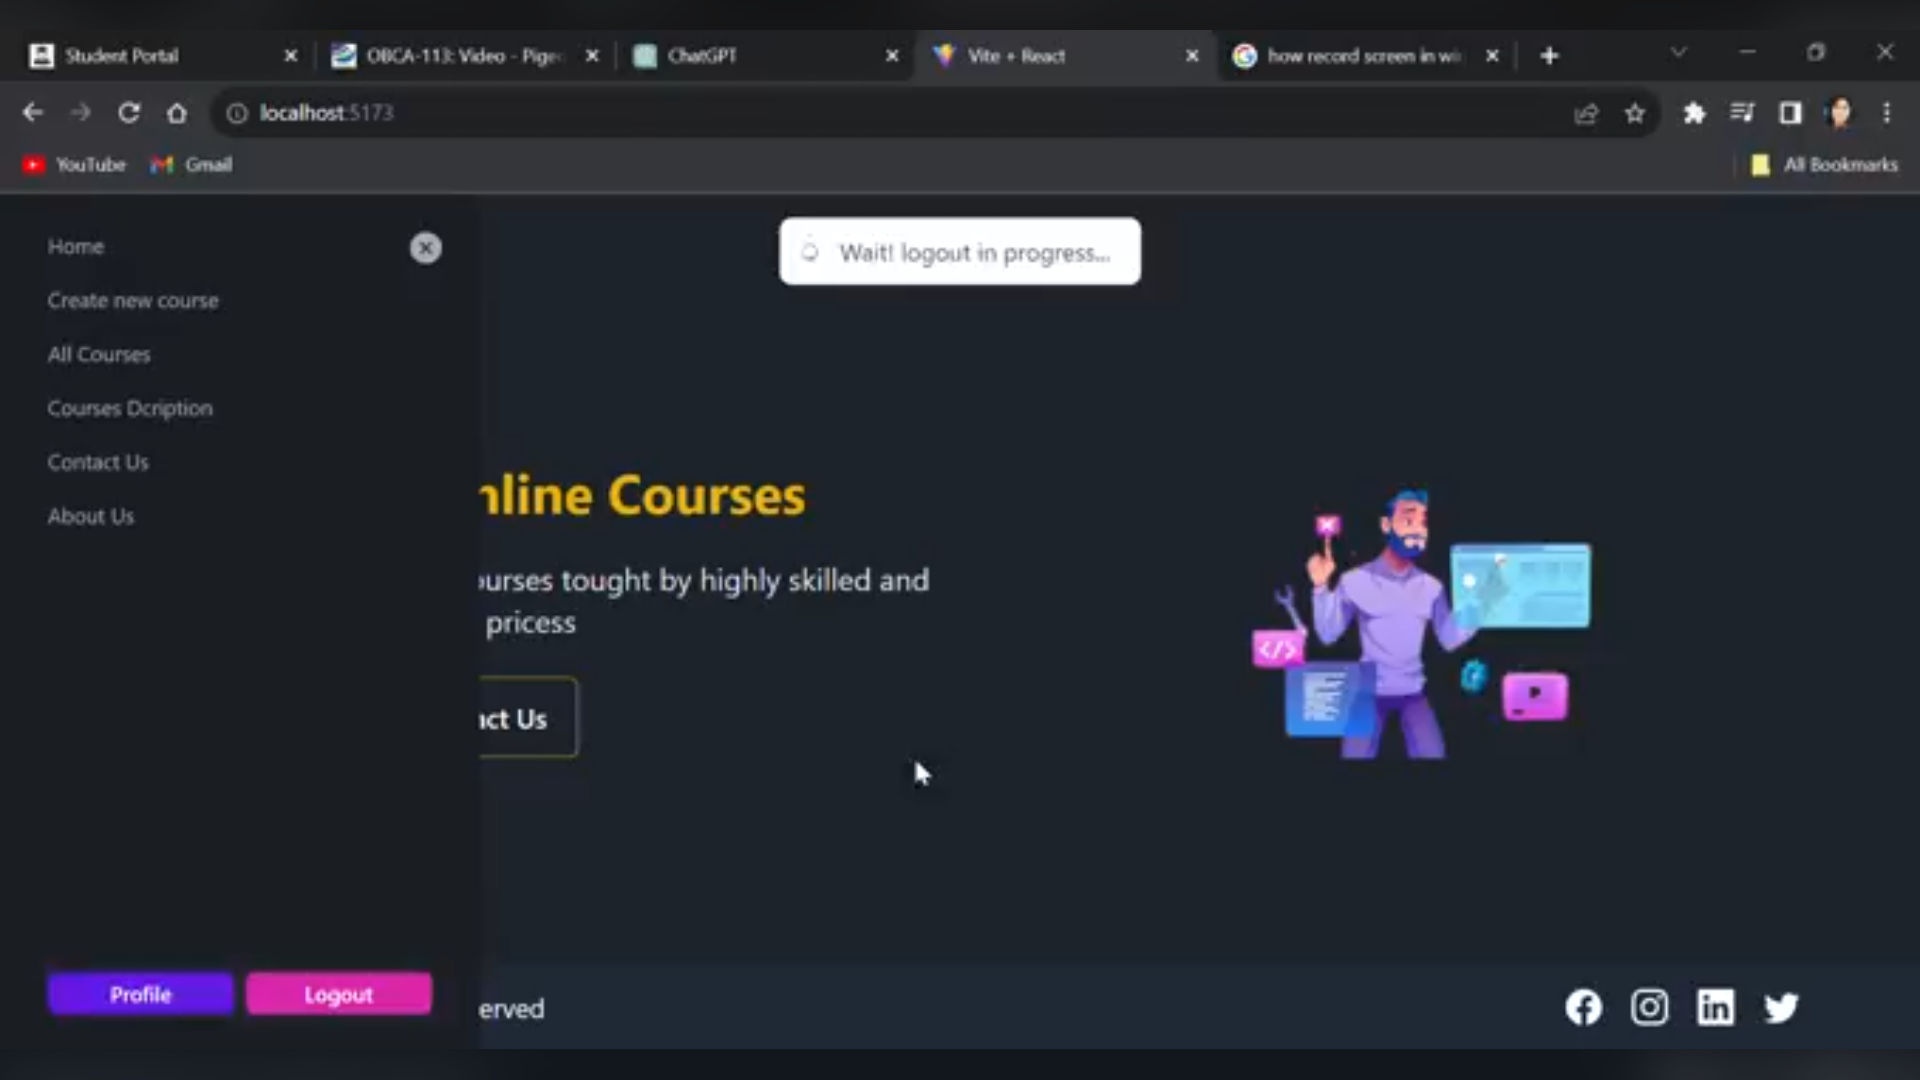 Student Portal
OBCA-113: Video - Pige
ChatGPT
Vite + React
how record screen in wi
localhost:5173
YouTube
Gmail
All Bookmarks
Home
Wait! logout in progress...
Create new course
All Courses
Courses Dcription
Contact Us
About Us
nline Courses
ourses tought by highly skilled and
pricess
act Us
</>
Profile
Logout
erved